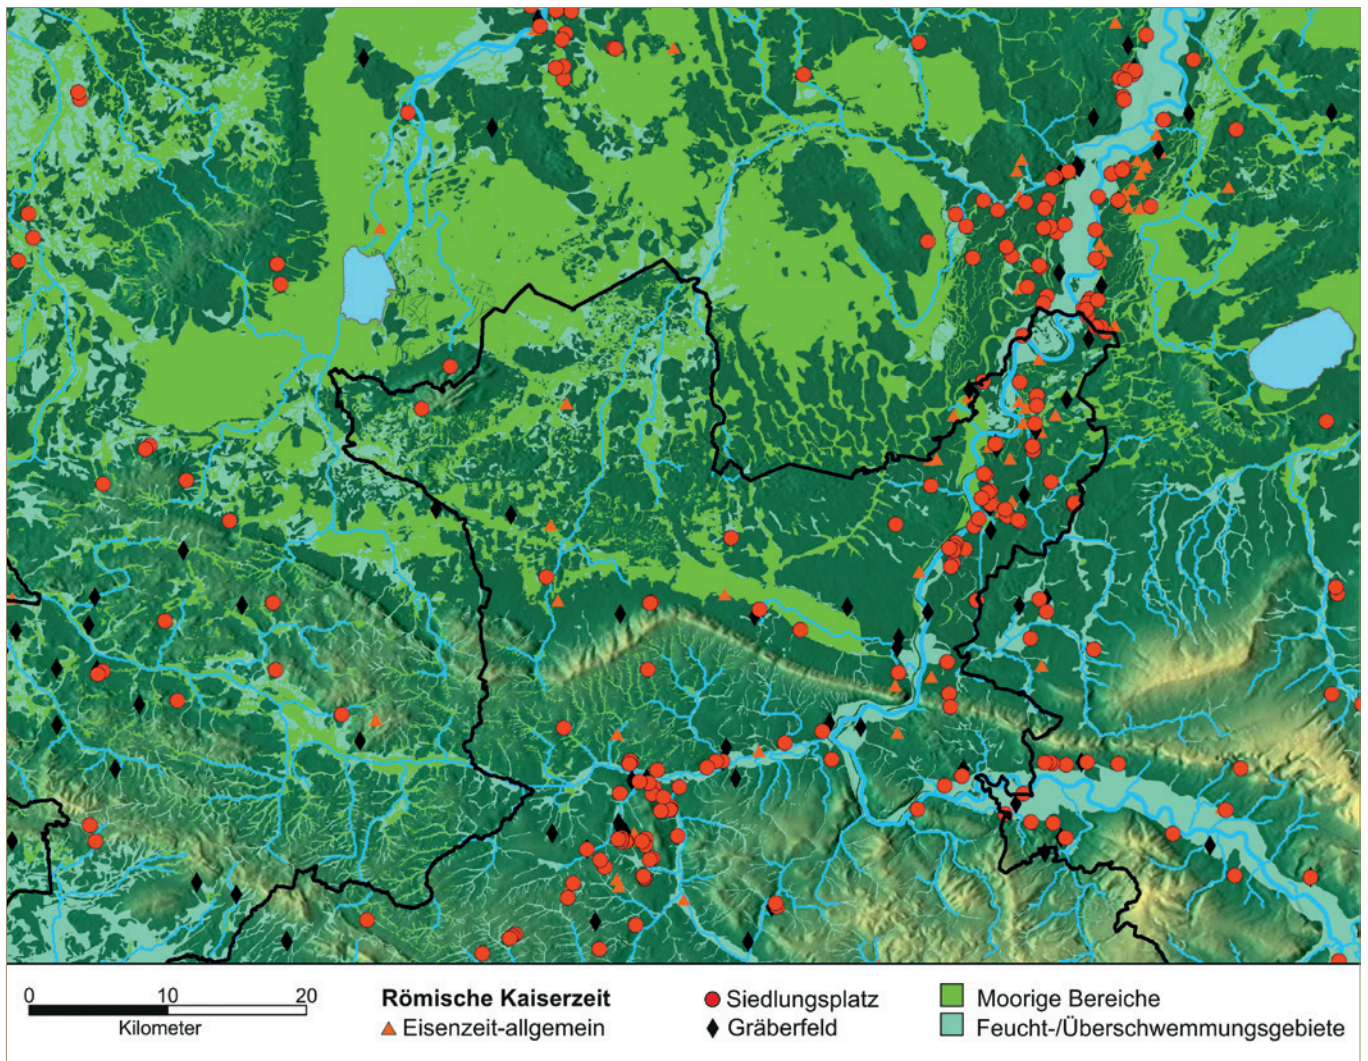 0 10 20
Kilometer
Römische Kaiserzeit
Eisenzeit-allgemein
Siedlungsplatz
Gräberfeld
Moorige Bereiche
Feucht-/Überschwemmungsgebiete